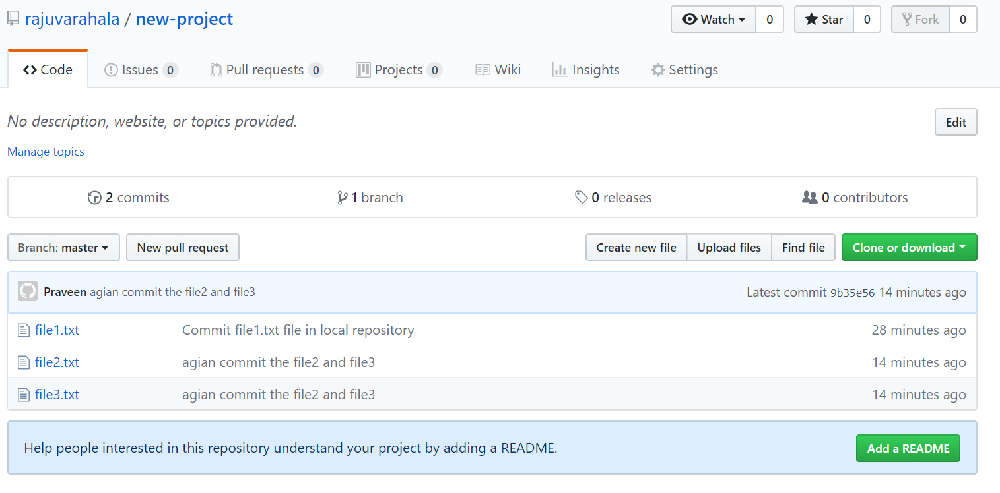 rajuvarahala / new-project Watch 0 Star 0 Fork 0
Code Issues 0 Pull requests 0 Projects 0 Wiki Insights Settings
No description, website, or topics provided. Edit
Manage topics
2 commits 1 branch 0 releases 0 contributors
Branch: master New pull request Create new file Upload files Find file Clone or download
Praveen agian commit the file2 and file3 Latest commit 9b35e56 14 minutes ago
file1.txt Commit file1.txt file in local repository 28 minutes ago
file2.txt agian commit the file2 and file3 14 minutes ago
file3.txt agian commit the file2 and file3 14 minutes ago
Help people interested in this repository understand your project by adding a README. Add a README